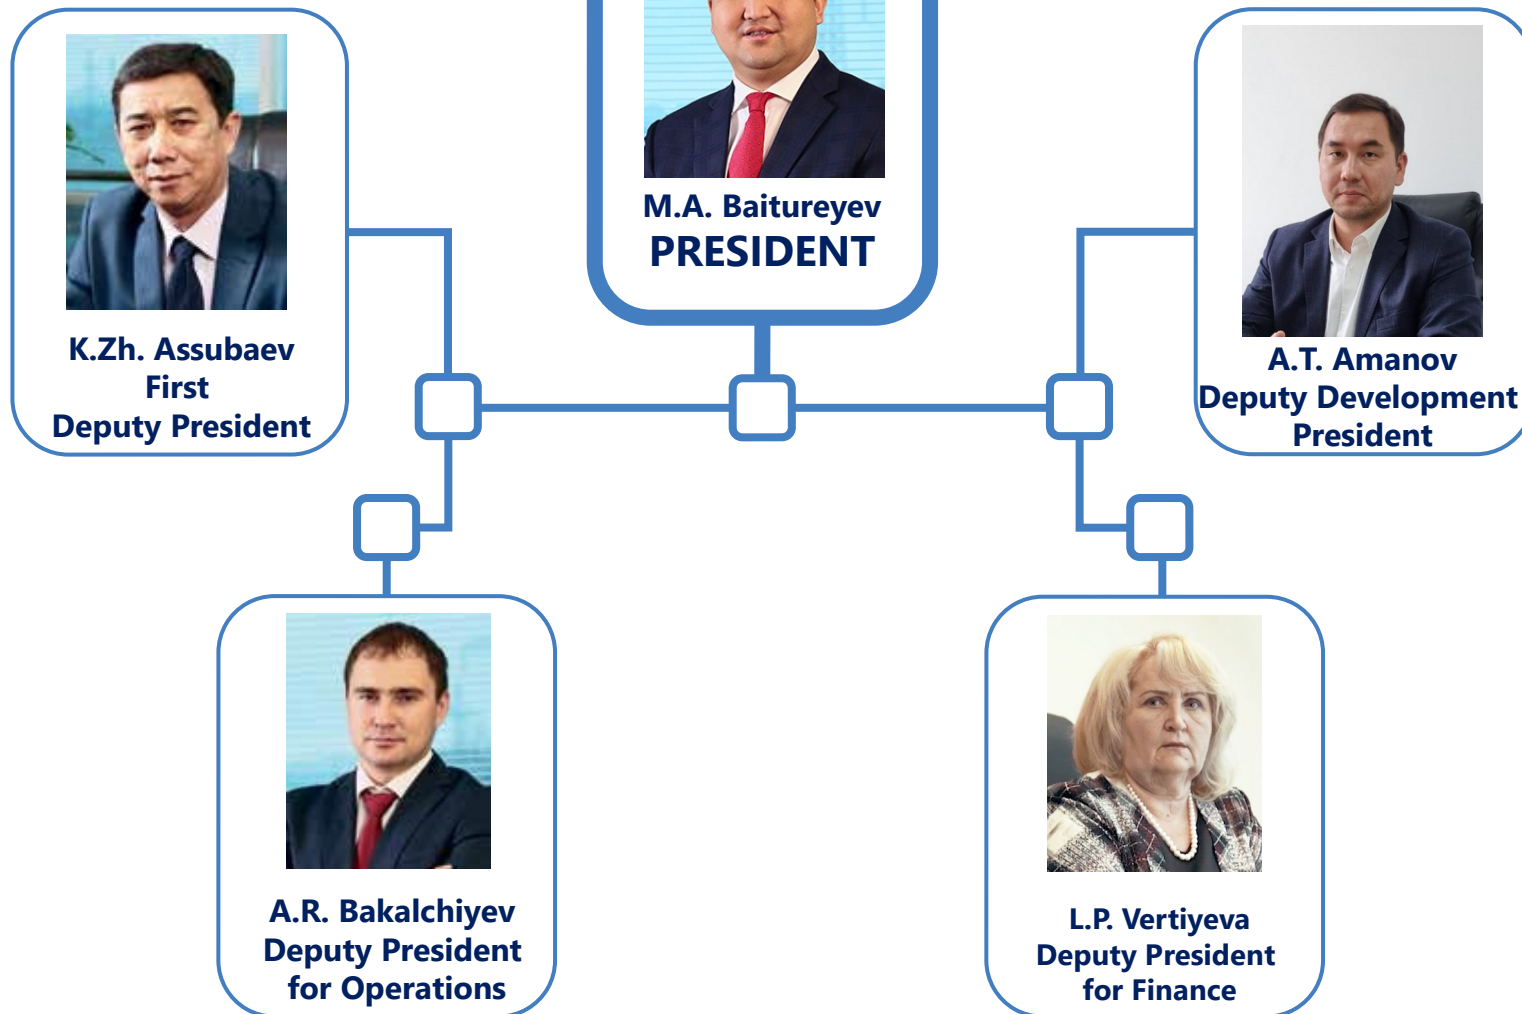 M.A. Baitureyev
PRESIDENT
K.Zh. Assubaev
First
Deputy President
A.T. Amanov
Deputy Development
President
A.R. Bakalchiyev
Deputy President
for Operations
L.P. Vertiyeva
Deputy President
for Finance